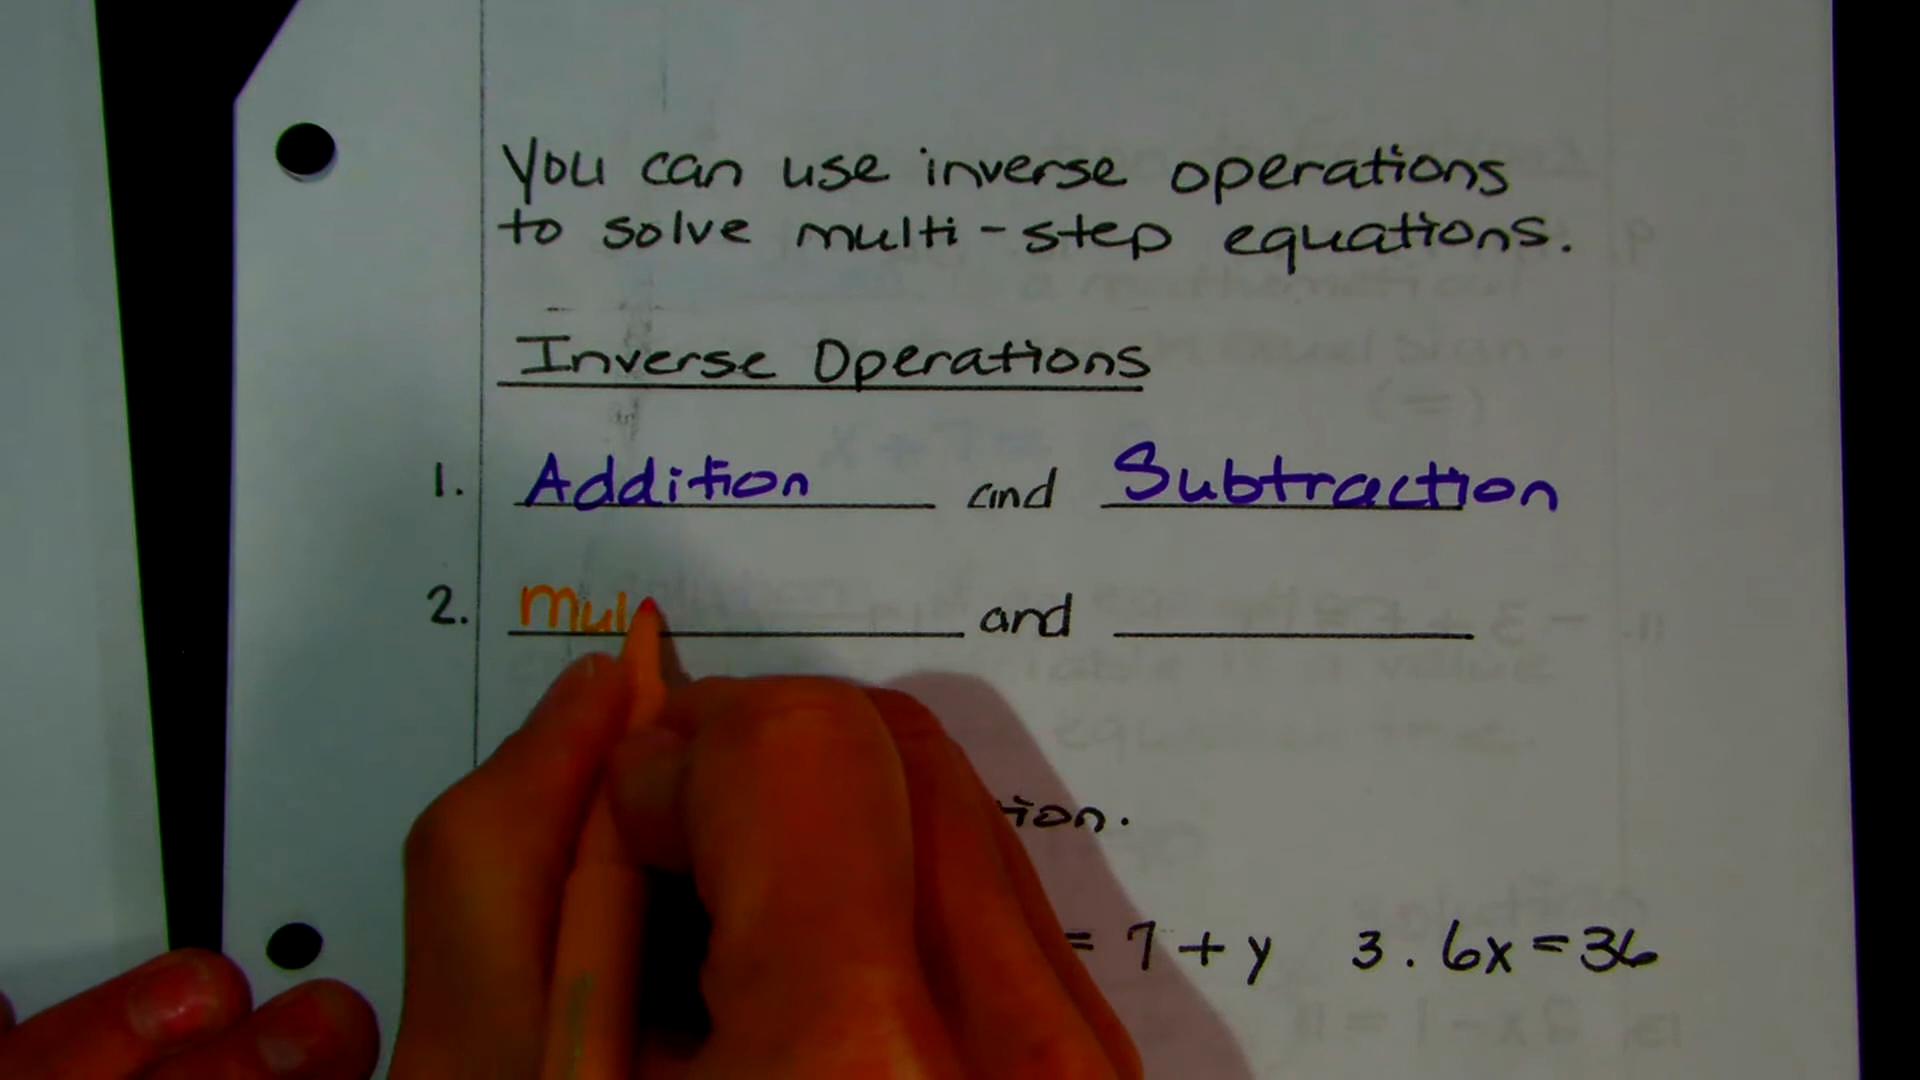 You can use inverse operations
to solve multi-step equations.
Inverse Operations
1. Addition and Subtraction
2. Mul and
tion.
= 7 + y 3. 6x = 36